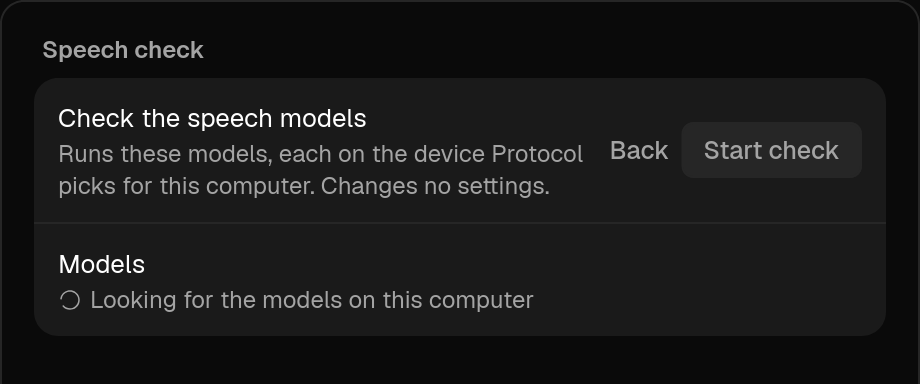 Speech check
Check the speech models
Runs these models, each on the device Protocol
picks for this computer. Changes no settings.
Back
Start check
Models
Looking for the models on this computer